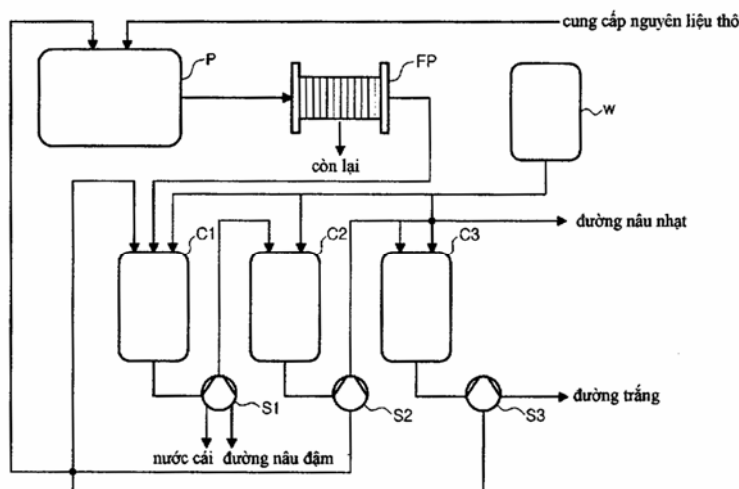 cung cấp nguyên liệu thô
P
FP
W
còn lại
đường nâu nhạt
C1
C2
C3
S1
S2
S3
đường trắng
nước cái
đường nâu đậm